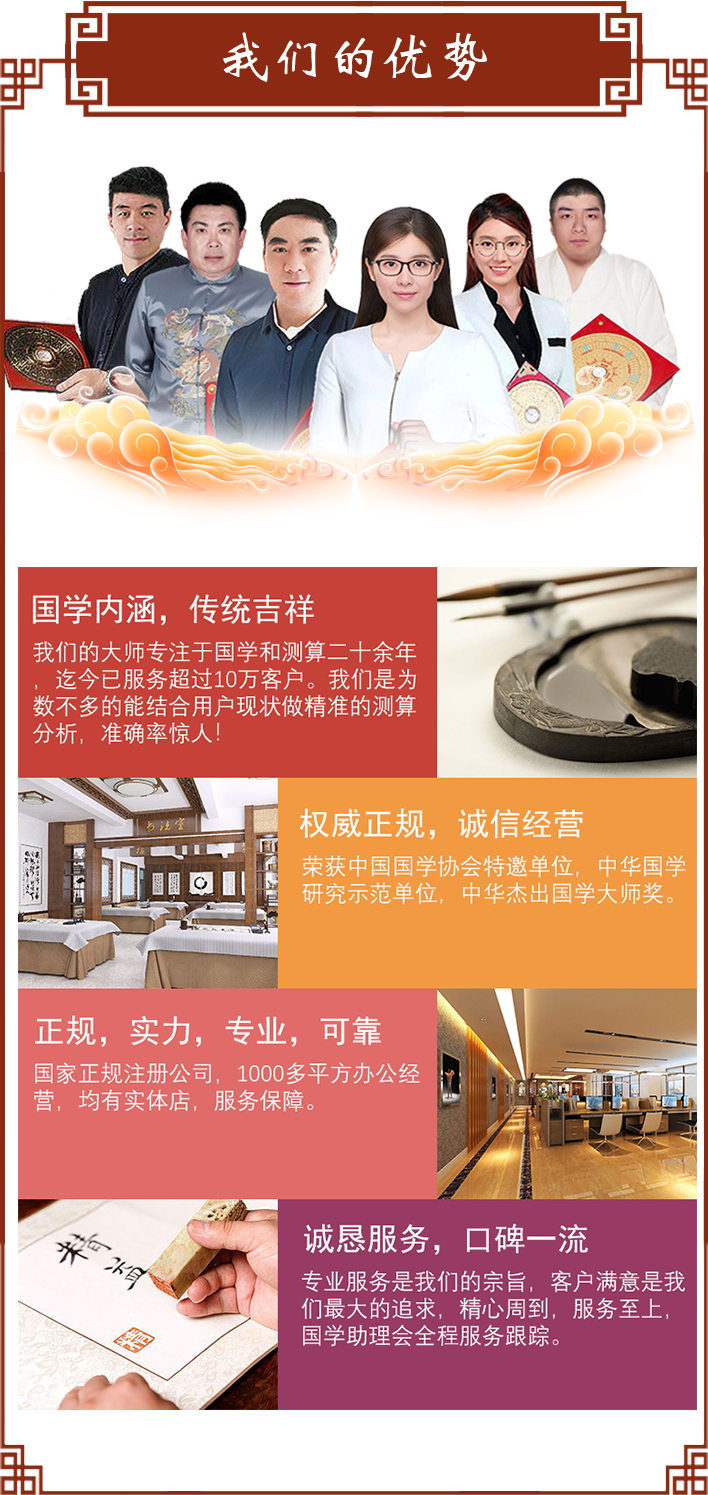 我们的优势
国学内涵，传统吉祥
我们的大师专注于国学和测算二十余年
，迄今已服务超过10万客户。我们是为
数不多的能结合用户现状做精准的测算
分析，准确率惊人！
书法室
权威正规，诚信经营
荣获中国国学协会特邀单位，中华国学
研究示范单位，中华杰出国学大师奖。
正规，实力，专业，可靠
国家正规注册公司，1000多平方办公经
营，均有实体店，服务保障。
诚恳服务，口碑一流
专业服务是我们的宗旨，客户满意是我
们最大的追求，精心周到，服务至上，
国学助理会全程服务跟踪。